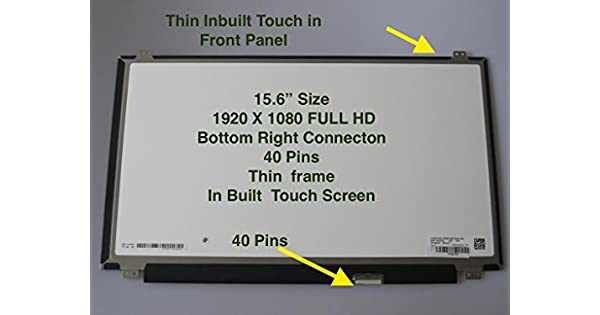 Thin Inbuilt Touch in
Front Panel
15.6” Size
1920 X 1080 FULL HD
Bottom Right Connecton
40 Pins
Thin frame
In Built Touch Screen
40 Pins